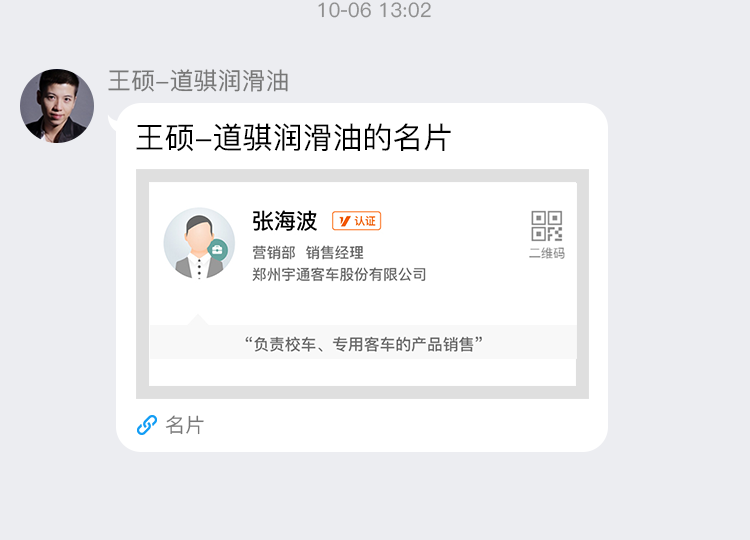 10-06 13:02
王硕–道骐润滑油
王硕–道骐润滑油的名片
张海波 认证
营销部 销售经理
郑州宇通客车股份有限公司
二维码
“负责校车、专用客车的产品销售”
名片